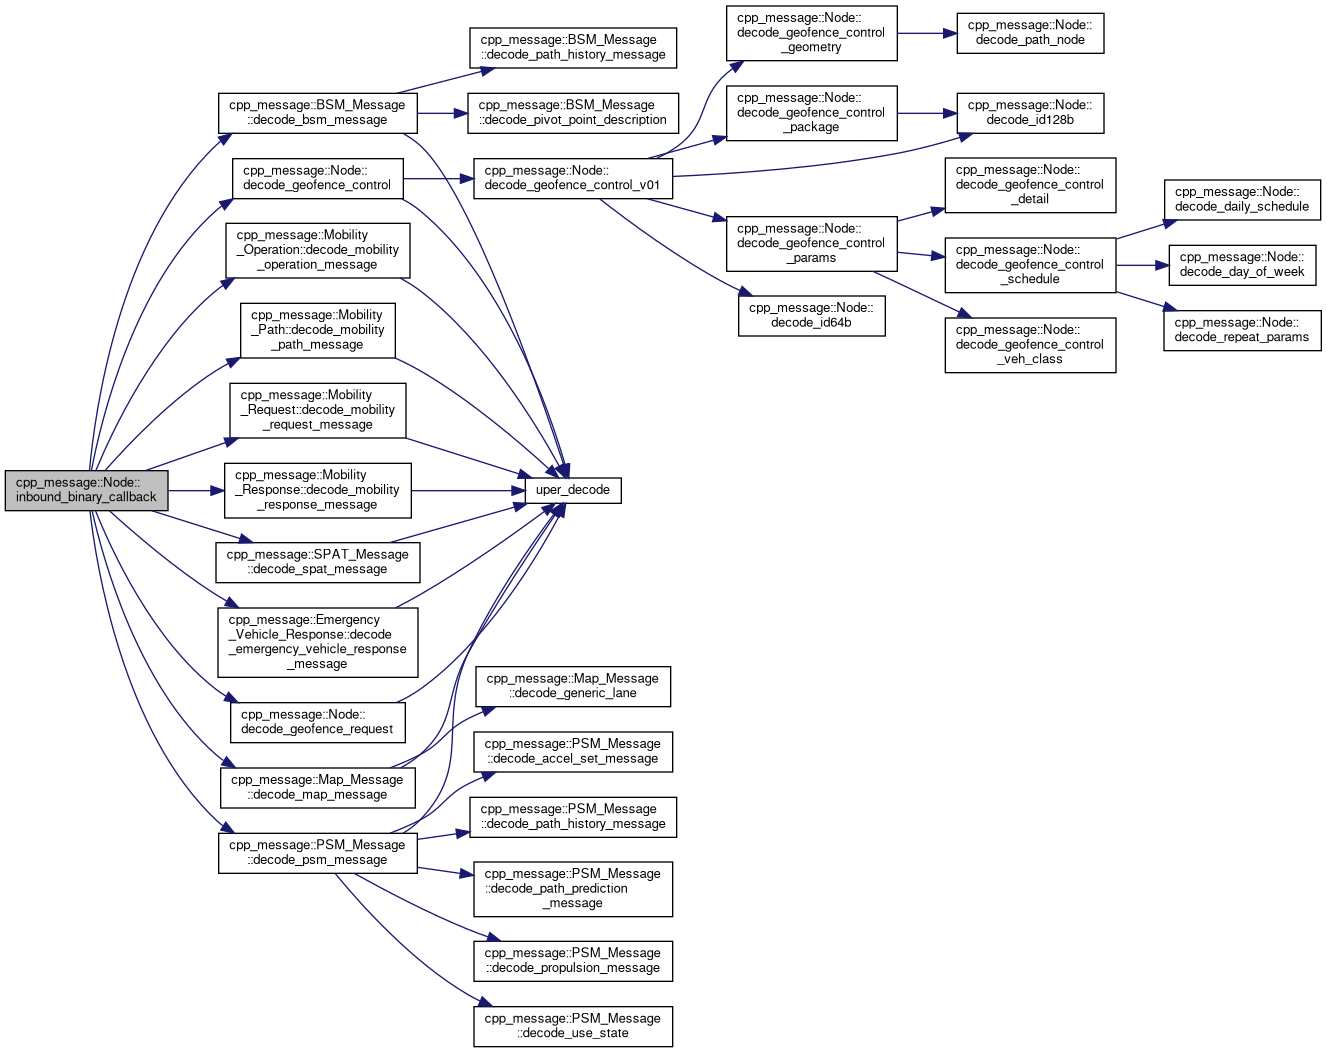 cpp_message::Node::
inbound_binary_callback
cpp_message::BSM_Message
::decode_bsm_message
cpp_message::Node::
decode_geofence_control
cpp_message::Mobility
_Operation::decode_mobility
_operation_message
cpp_message::Mobility
_Path::decode_mobility
_path_message
cpp_message::Mobility
_Request::decode_mobility
_request_message
cpp_message::Mobility
_Response::decode_mobility
_response_message
cpp_message::SPAT_Message
::decode_spat_message
cpp_message::Emergency
_Vehicle_Response::decode
_emergency_vehicle_response
_message
cpp_message::Node::
decode_geofence_request
cpp_message::Map_Message
::decode_map_message
cpp_message::PSM_Message
::decode_psm_message
cpp_message::BSM_Message
::decode_path_history_message
cpp_message::BSM_Message
::decode_pivot_point_description
cpp_message::Node::
decode_geofence_control_v01
uper_decode
cpp_message::Map_Message
::decode_generic_lane
cpp_message::PSM_Message
::decode_accel_set_message
cpp_message::PSM_Message
::decode_path_history_message
cpp_message::PSM_Message
::decode_path_prediction
_message
cpp_message::PSM_Message
::decode_propulsion_message
cpp_message::PSM_Message
::decode_use_state
cpp_message::Node::
decode_geofence_control
_geometry
cpp_message::Node::
decode_geofence_control
_package
cpp_message::Node::
decode_geofence_control
_params
cpp_message::Node::
decode_id64b
cpp_message::Node::
decode_path_node
cpp_message::Node::
decode_id128b
cpp_message::Node::
decode_geofence_control
_detail
cpp_message::Node::
decode_geofence_control
_schedule
cpp_message::Node::
decode_geofence_control
_veh_class
cpp_message::Node::
decode_daily_schedule
cpp_message::Node::
decode_day_of_week
cpp_message::Node::
decode_repeat_params